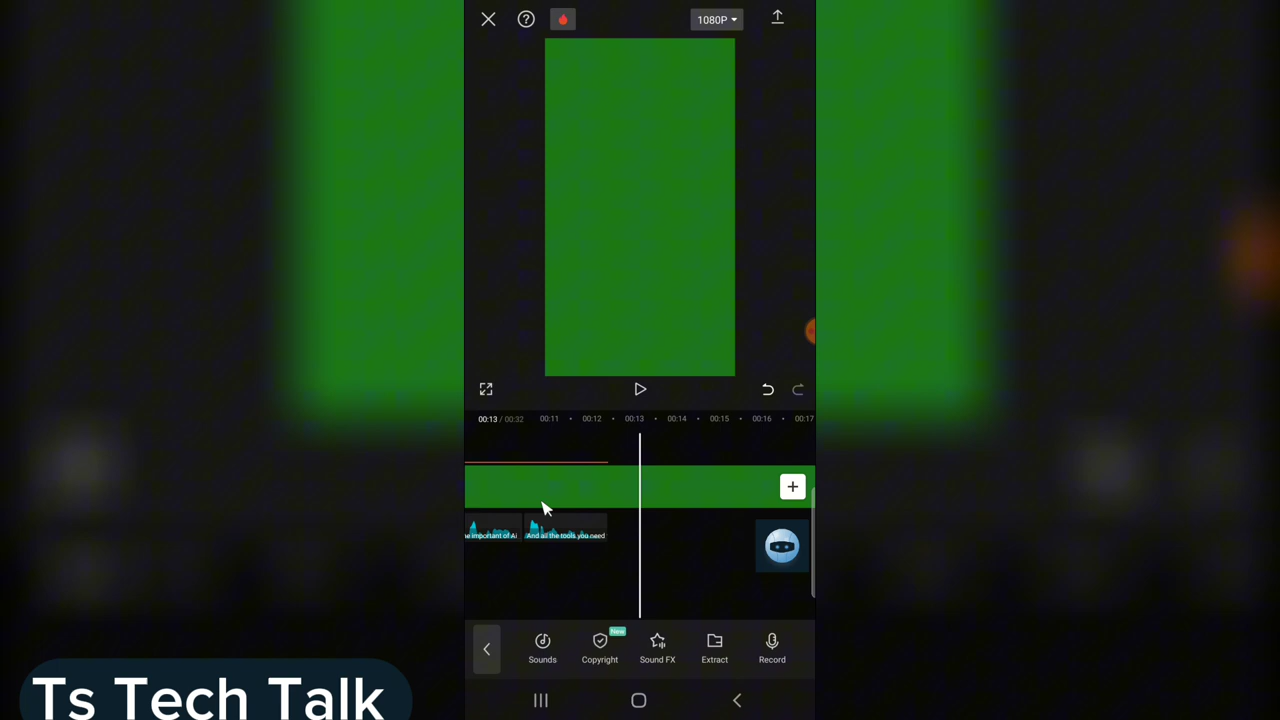 1080P
00:13 / 00:32
00:11
00:12
00:13
00:14
00:15
00:16
00:17
e important of Ai
And all the tools you need
New
Sounds
Copyright
Sound FX
Extract
Record
Ts Tech Talk